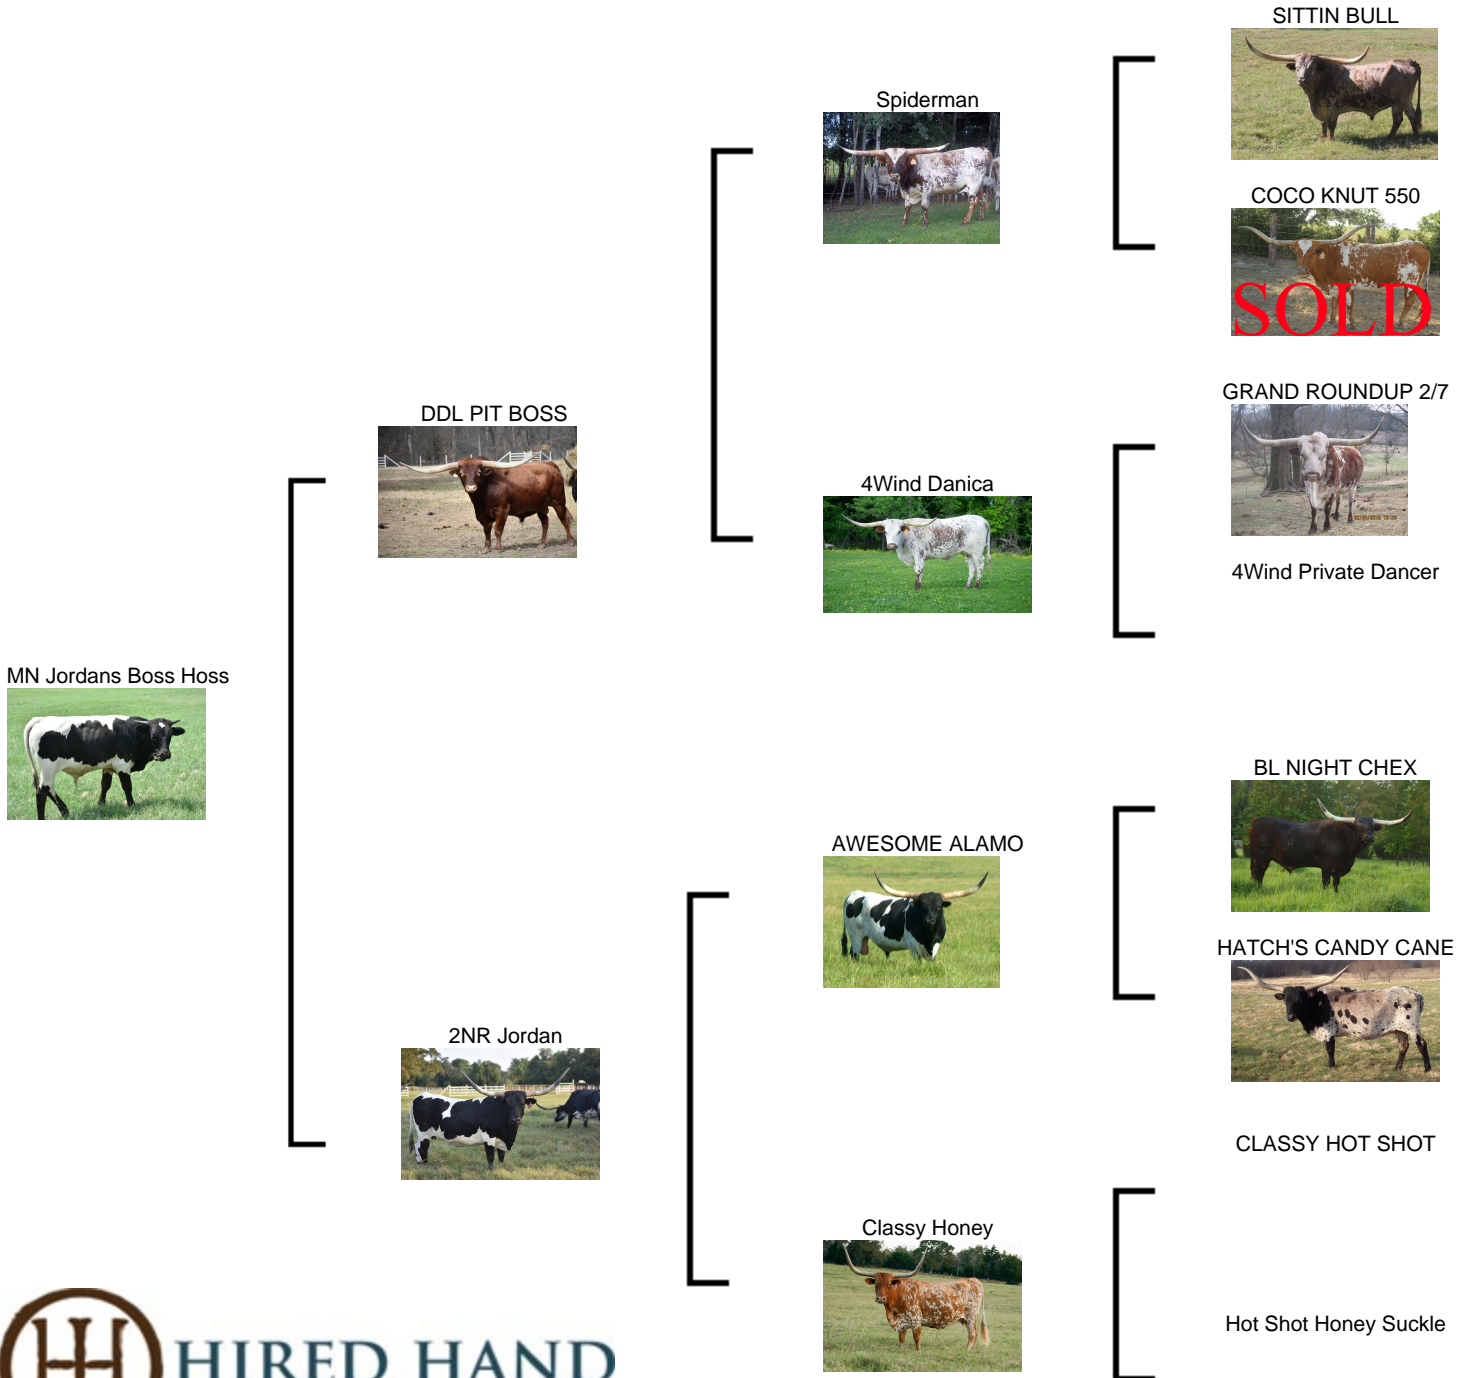 SITTIN BULL
Spiderman
COCO KNUT 550
SOLD
GRAND ROUNDUP 2/7
DDL PIT BOSS
4Wind Danica
4Wind Private Dancer
MN Jordans Boss Hoss
BL NIGHT CHEX
AWESOME ALAMO
HATCH'S CANDY CANE
2NR Jordan
CLASSY HOT SHOT
Classy Honey
Hot Shot Honey Suckle
HIRED HAND